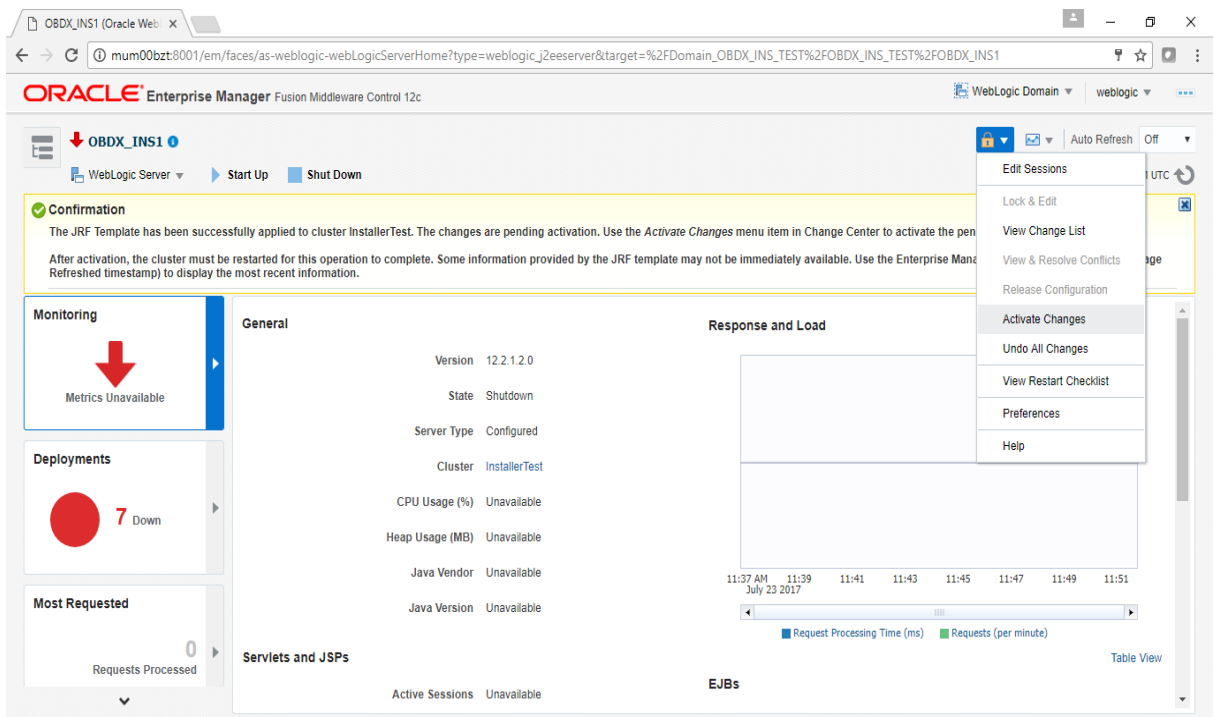 OBDX_INS1 (Oracle Web
mum00bzt:8001/em/faces/as-weblogic-webLogicServerHome?type=weblogic_j2eeserver&target=%2FDomain_OBDX_INS_TEST%2FOBDX_INS_TEST%2FOBDX_INS1
ORACLE Enterprise Manager Fusion Middleware Control 12c
WebLogic Domain
weblogic
OBDX_INS1
Auto Refresh Off
WebLogic Server
Start Up
Shut Down
UTC
Edit Sessions
Lock & Edit
View Change List
View & Resolve Conflicts
Release Configuration
Activate Changes
Undo All Changes
View Restart Checklist
Preferences
Help
Confirmation
The JRF Template has been successfully applied to cluster InstallerTest. The changes are pending activation. Use the Activate Changes menu item in Change Center to activate the pen
After activation, the cluster must be restarted for this operation to complete. Some information provided by the JRF template may not be immediately available. Use the Enterprise Mana age
Refreshed timestamp) to display the most recent information.
Monitoring
Metrics Unavailable
Deployments
7 Down
Most Requested
0
Requests Processed
General
Version 12.2.1.2.0
State Shutdown
Server Type Configured
Cluster InstallerTest
CPU Usage (%) Unavailable
Heap Usage (MB) Unavailable
Java Vendor Unavailable
Java Version Unavailable
Servlets and JSPs
Active Sessions Unavailable
Response and Load
11:37 AM 11:39 11:41 11:43 11:45 11:47 11:49 11:51
July 23 2017
Request Processing Time (ms) Requests (per minute)
Table View
EJBs